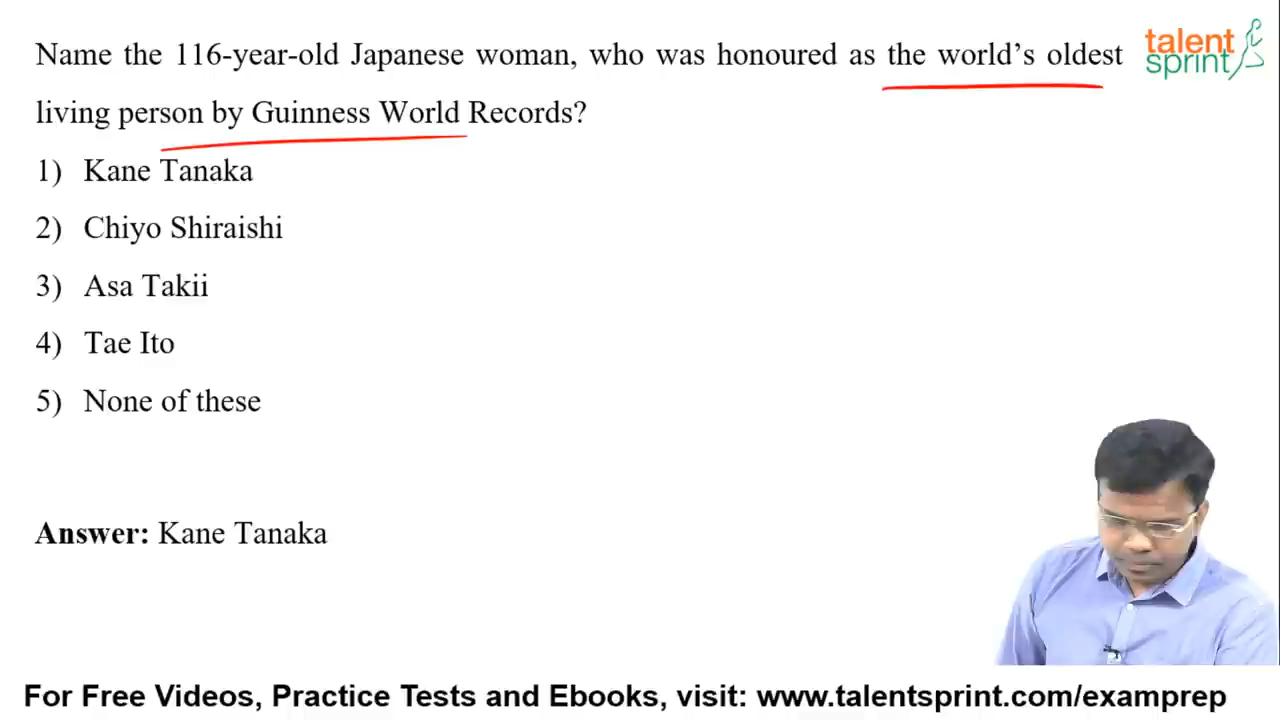 Name the 116-year-old Japanese woman, who was honoured as the world's oldest
living person by Guinness World Records?
1) Kane Tanaka
2) Chiyo Shiraishi
3) Asa Takii
4) Tae Ito
5) None of these
Answer: Kane Tanaka
talent
sprint
For Free Videos, Practice Tests and Ebooks, visit: www.talentsprint.com/examprep